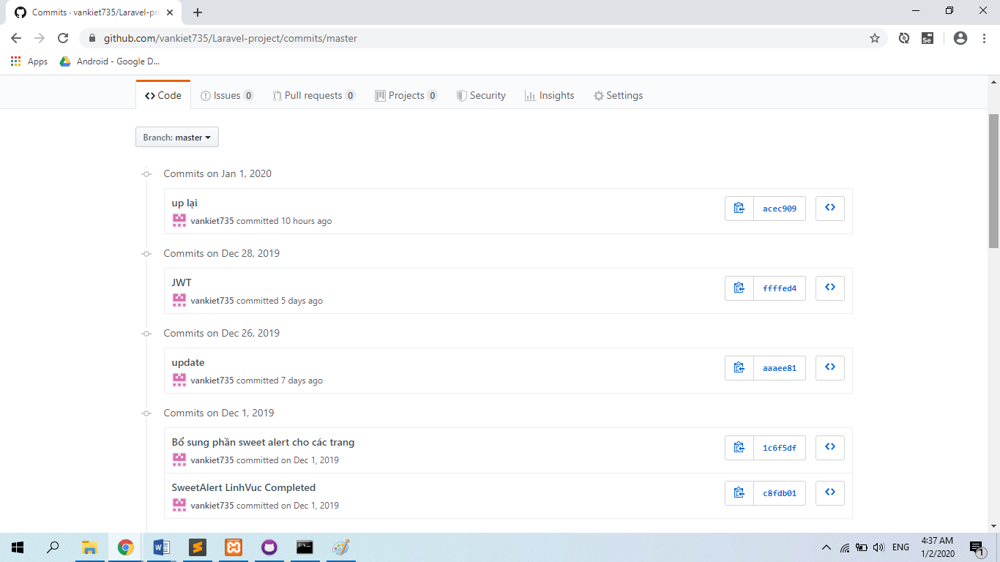 Commits · vankiet735/Laravel-pr
github.com/vankiet735/Laravel-project/commits/master
Se
Apps
Android - Google D...
Code
Issues 0
Pull requests 0
Projects 0
Security
Insights
Settings
Branch: master
Commits on Jan 1, 2020
up lại
acec909
vankiet735 committed 10 hours ago
Commits on Dec 28, 2019
JWT
ffffed4
vankiet735 committed 5 days ago
Commits on Dec 26, 2019
update
aaaee81
vankiet735 committed 7 days ago
Commits on Dec 1, 2019
Bổ sung phần sweet alert cho các trang
1c6f5df
vankiet735 committed on Dec 1, 2019
SweetAlert LinhVuc Completed
c8fdb01
vankiet735 committed on Dec 1, 2019
ENG
4:37 AM
1/2/2020
1